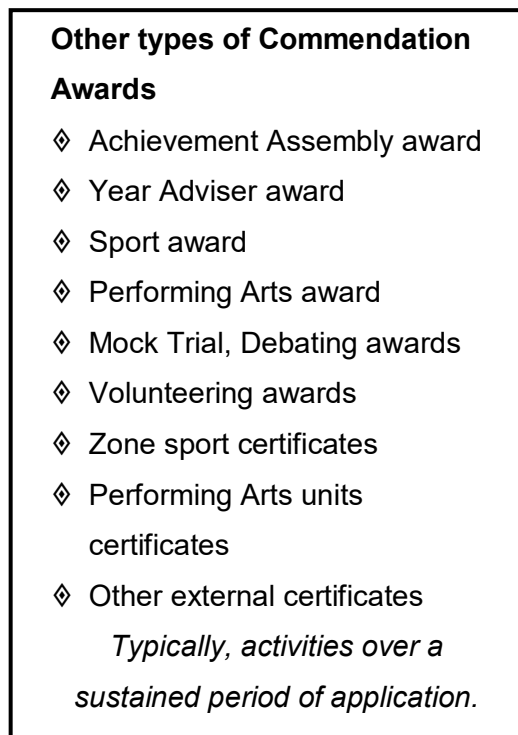 Other types of Commendation
Awards
◈ Achievement Assembly award
◈ Year Adviser award
◈ Sport award
◈ Performing Arts award
◈ Mock Trial, Debating awards
◈ Volunteering awards
◈ Zone sport certificates
◈ Performing Arts units
certificates
◈ Other external certificates
Typically, activities over a
sustained period of application.